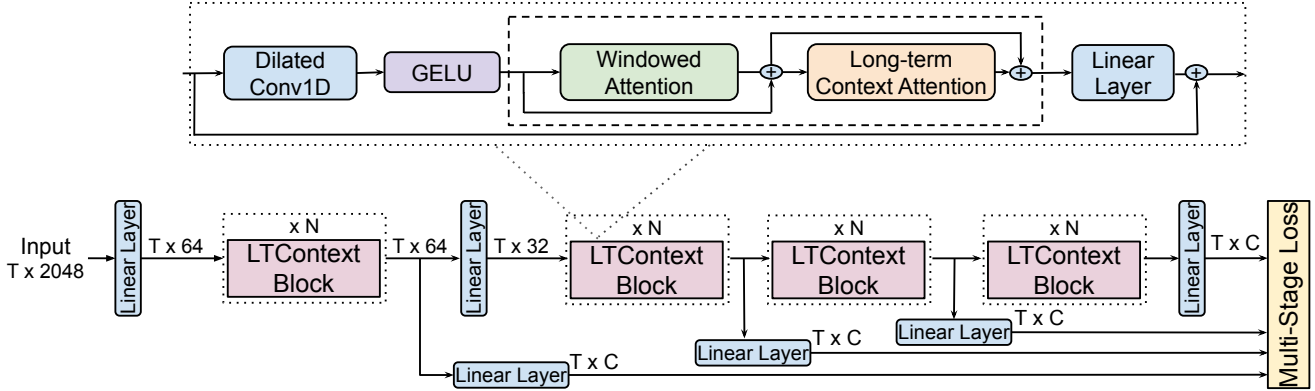 Dilated
Conv1D
GELU
Windowed
Attention
+
Long-term
Context Attention
+
Linear
Layer
+
Input
T x 2048
Linear Layer
T x 64
x N
LTContext
Block
T x 64
Linear Layer
T x 32
x N
LTContext
Block
x N
LTContext
Block
x N
LTContext
Block
Linear Layer
T x C
Multi-Stage Loss
Linear Layer
T x C
Linear Layer
T x C
Linear Layer
T x C